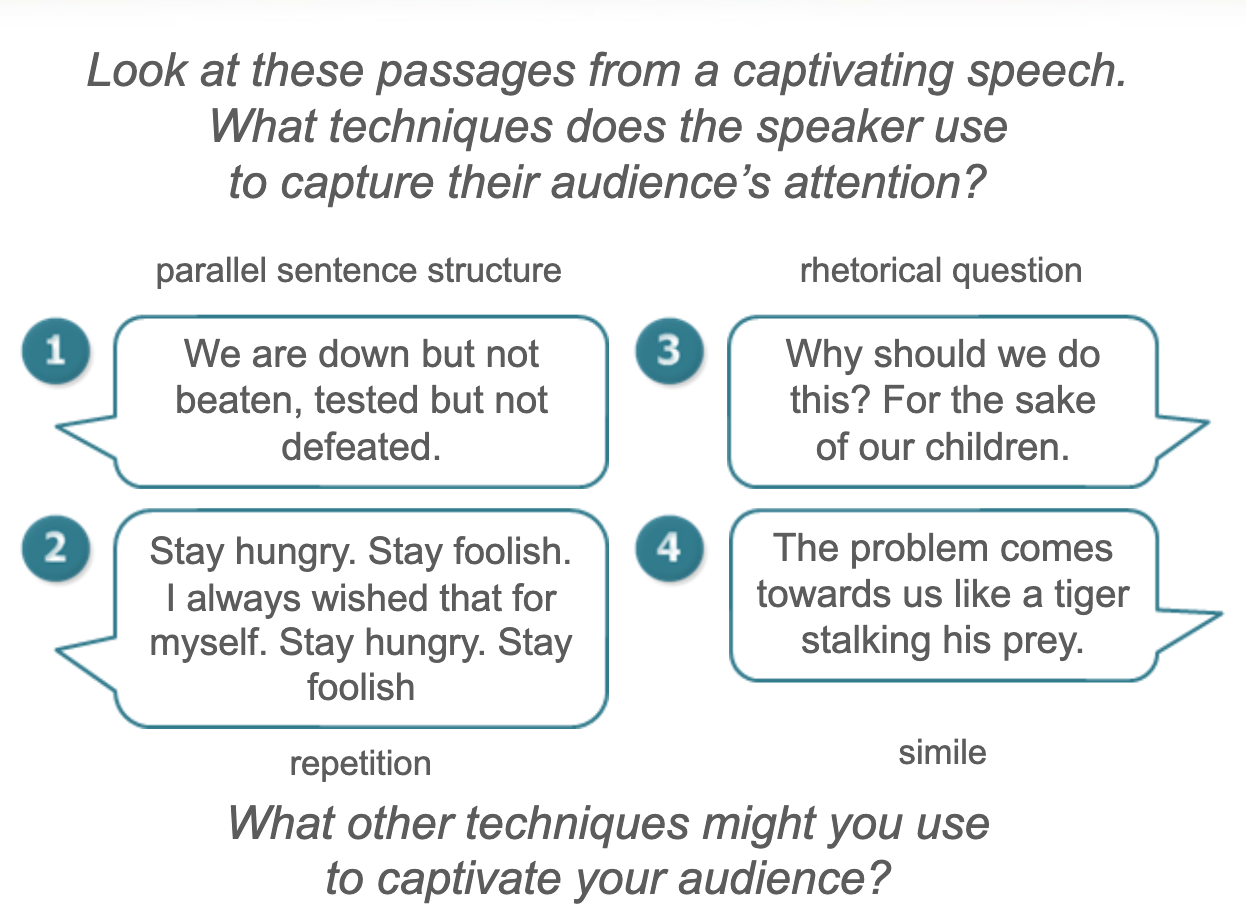 Look at these passages from a captivating speech.
What techniques does the speaker use
to capture their audience’s attention?
parallel sentence structure
1
We are down but not
beaten, tested but not
defeated.
2
Stay hungry. Stay foolish.
I always wished that for
myself. Stay hungry. Stay
foolish
repetition
rhetorical question
3
Why should we do
this? For the sake
of our children.
4
The problem comes
towards us like a tiger
stalking his prey.
simile
What other techniques might you use
to captivate your audience?